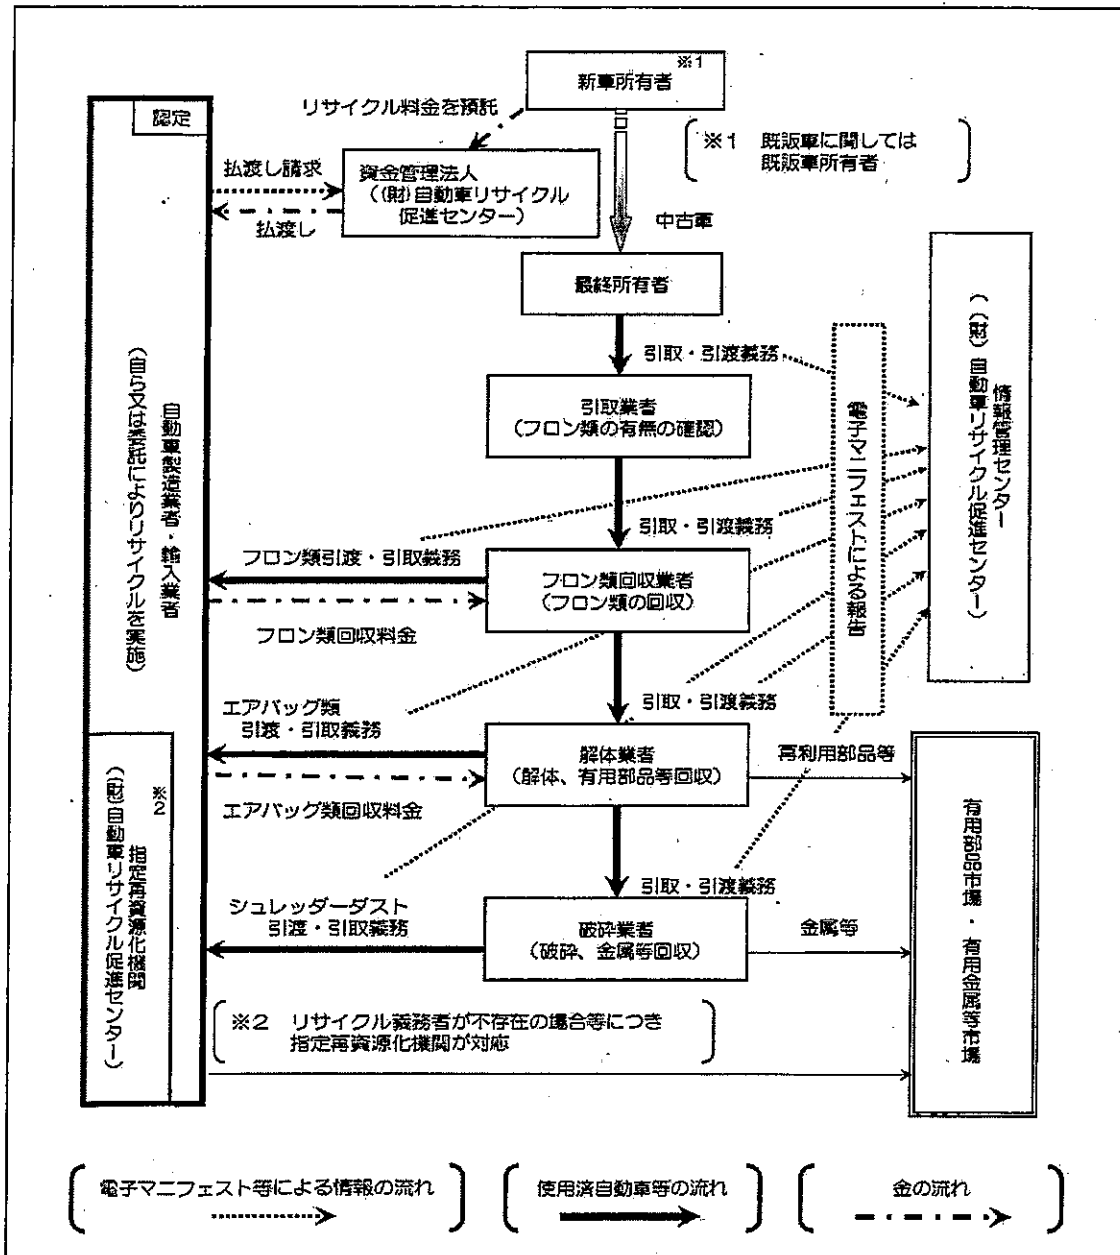 ※1
新車所有者
リサイクル料金を預託
認定
※1 既販車に関しては
既販車所有者
払渡し請求
資金管理法人
((財)自動車リサイクル
促進センター)
払渡し
中古車
最終所有者
引取・引渡義務
引取業者
(フロン類の有無の確認)
電子マニフェストによる報告
情報管理センター
((財)自動車リサイクル促進センター)
自動車製造業者・輸入業者
(自ら又は委託によりリサイクルを実施)
引取・引渡義務
フロン類引渡・引取義務
フロン類回収業者
(フロン類の回収)
フロン類回収料金
引取・引渡義務
エアバッグ類
引渡・引取義務
解体業者
(解体、有用部品等回収)
再利用部品等
エアバッグ類回収料金
※2
指定再資源化機関
((財)自動車リサイクル促進センター)
有用部品市場・有用金属等市場
引取・引渡義務
シュレッダーダスト
引渡・引取義務
破砕業者
(破砕、金属等回収)
金属等
※2 リサイクル義務者が不存在の場合等につき
指定再資源化機関が対応
電子マニフェスト等による情報の流れ
使用済自動車等の流れ
金の流れ